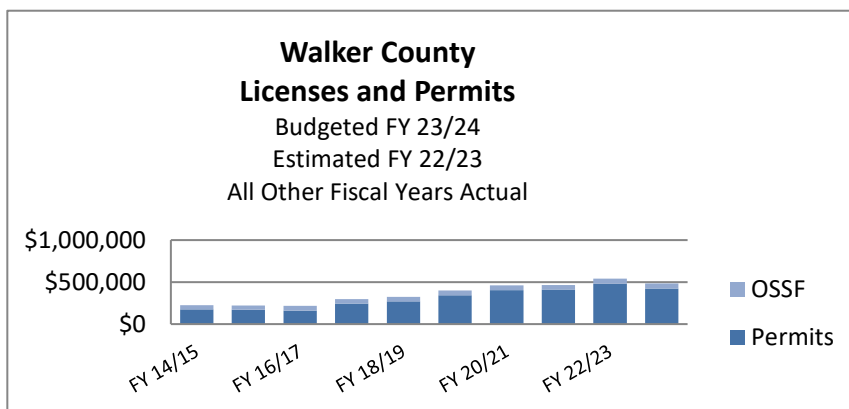 Walker County
Licenses and Permits
Budgeted FY 23/24
Estimated FY 22/23
All Other Fiscal Years Actual
$1,000,000
$500,000
$0
OSSF
Permits
FY 14/15
FY 16/17
FY 18/19
FY 20/21
FY 22/23